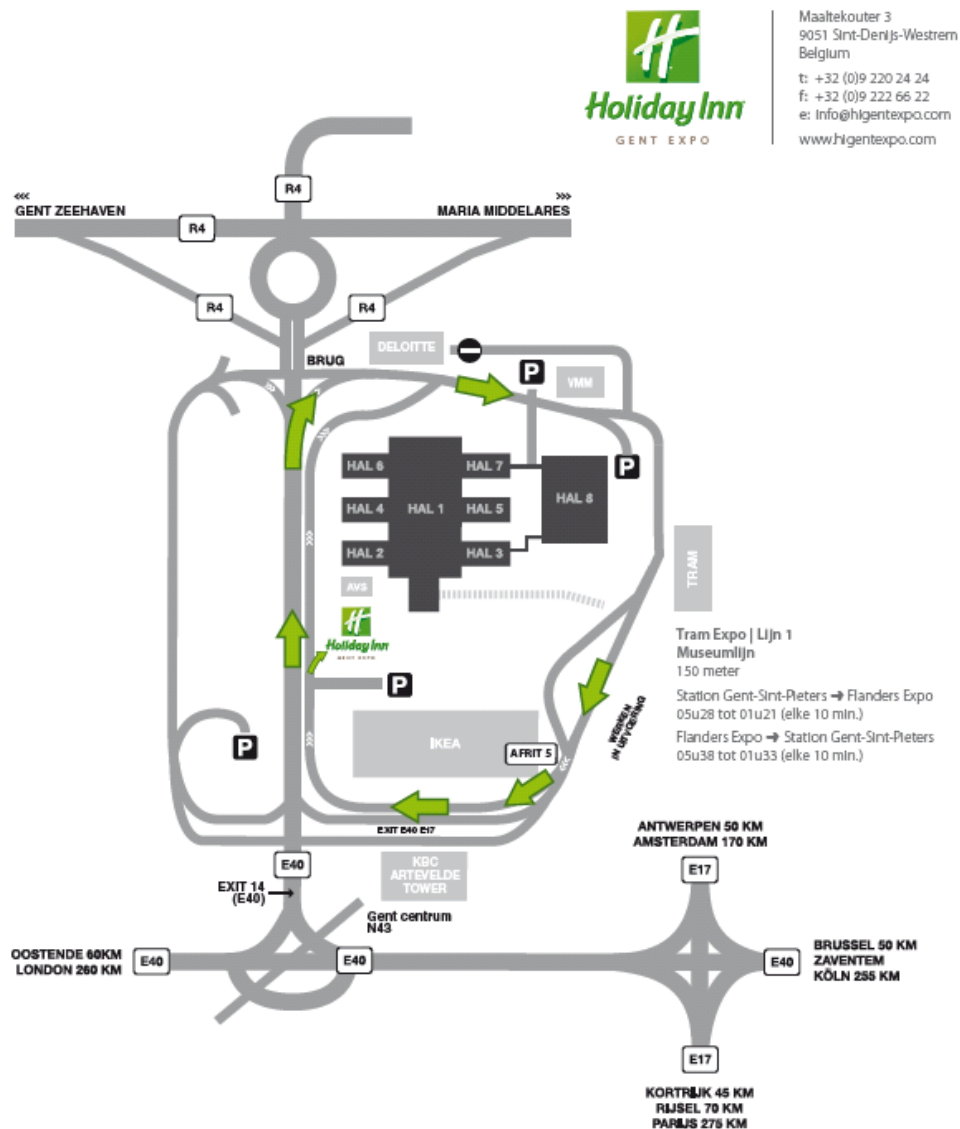 Maaltekouter 3
9051 Sint-Denijs-Westrem
Belgium
t: +32 (0)9 220 24 24
f: +32 (0)9 222 66 22
e: info@higentexpo.com
www.higentexpo.com
H
Holiday Inn
GENT EXPO
R4
<<<
>>>
GENT ZEEHAVEN
MARIA MIDDELARES
R4
R4
R4
BRUG
DELOITTE
P
VMM
P
HAL 6
HAL 7
HAL 4
HAL 1
HAL 5
HAL 8
HAL 2
HAL 3
AVS
TRAM
H
Holiday Inn
GENT EXPO
P
Tram Expo | Lijn 1
Museumlijn
150 meter
Station Gent-Sint-Pieters ➔ Flanders Expo
05u28 tot 01u21 (elke 10 min.)
Flanders Expo ➔ Station Gent-Sint-Pieters
05u38 tot 01u33 (elke 10 min.)
WERKEN
IN UITVOERING
P
IKEA
AFRIT 5
EXIT E40 E17
KBC
ARTEVELDE
TOWER
E40
EXIT 14
(E40)
Gent centrum
N43
OOSTENDE 60KM
LONDON 260 KM
E40
E40
ANTWERPEN 50 KM
AMSTERDAM 170 KM
E17
E40
BRUSSEL 50 KM
ZAVENTEM
KÖLN 255 KM
E17
KORTRIJK 45 KM
RIJSEL 70 KM
PARIJS 275 KM